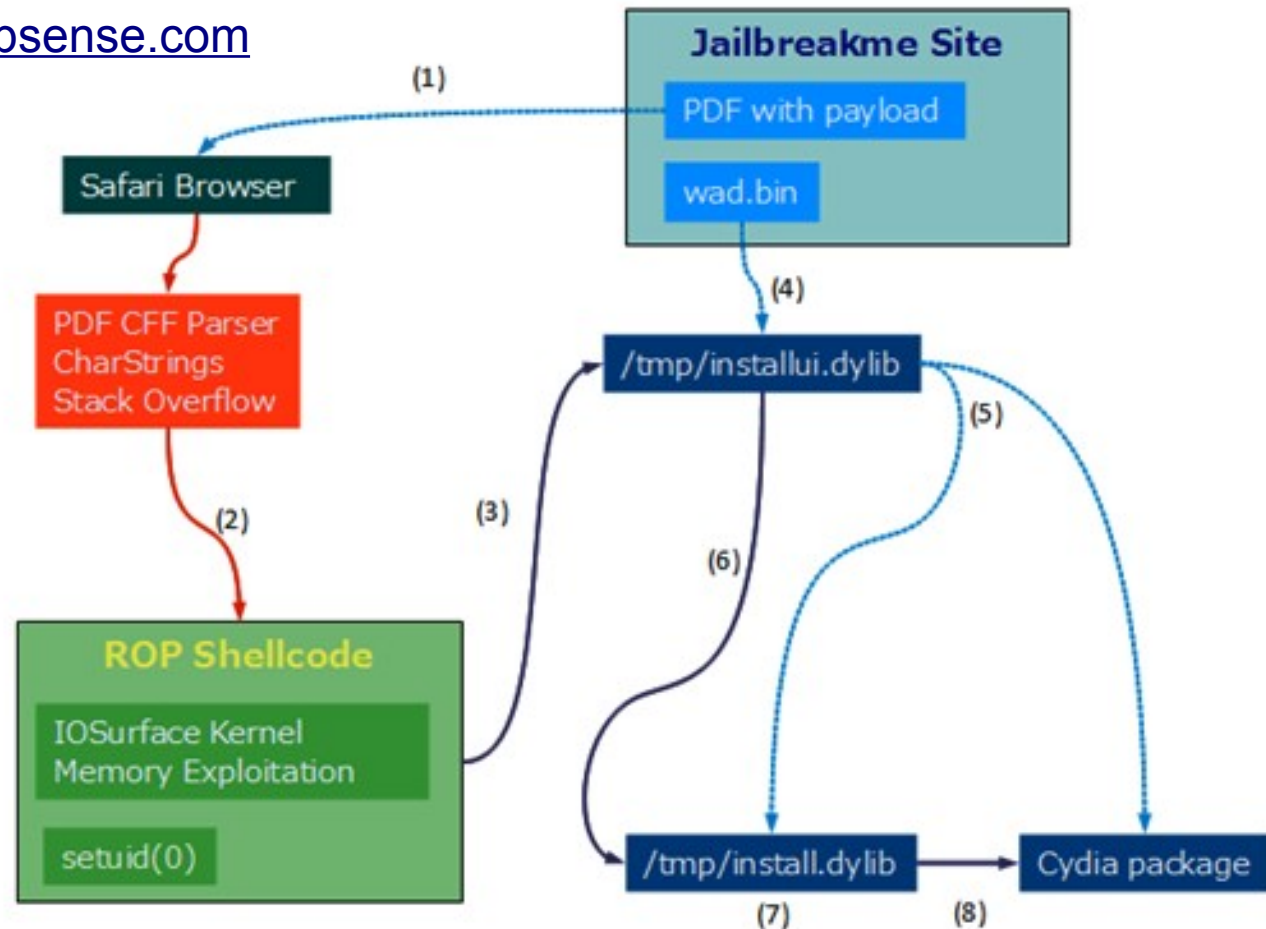 osense.com
Jailbreakme Site
(1)
PDF with payload
Safari Browser
wad.bin
(4)
PDF CFF Parser
CharStrings
Stack Overflow
/tmp/installui.dylib
(5)
(2)
(3)
(6)
ROP Shellcode
IOSurface Kernel
Memory Exploitation
setuid(0)
/tmp/install.dylib
Cydia package
(7)
(8)